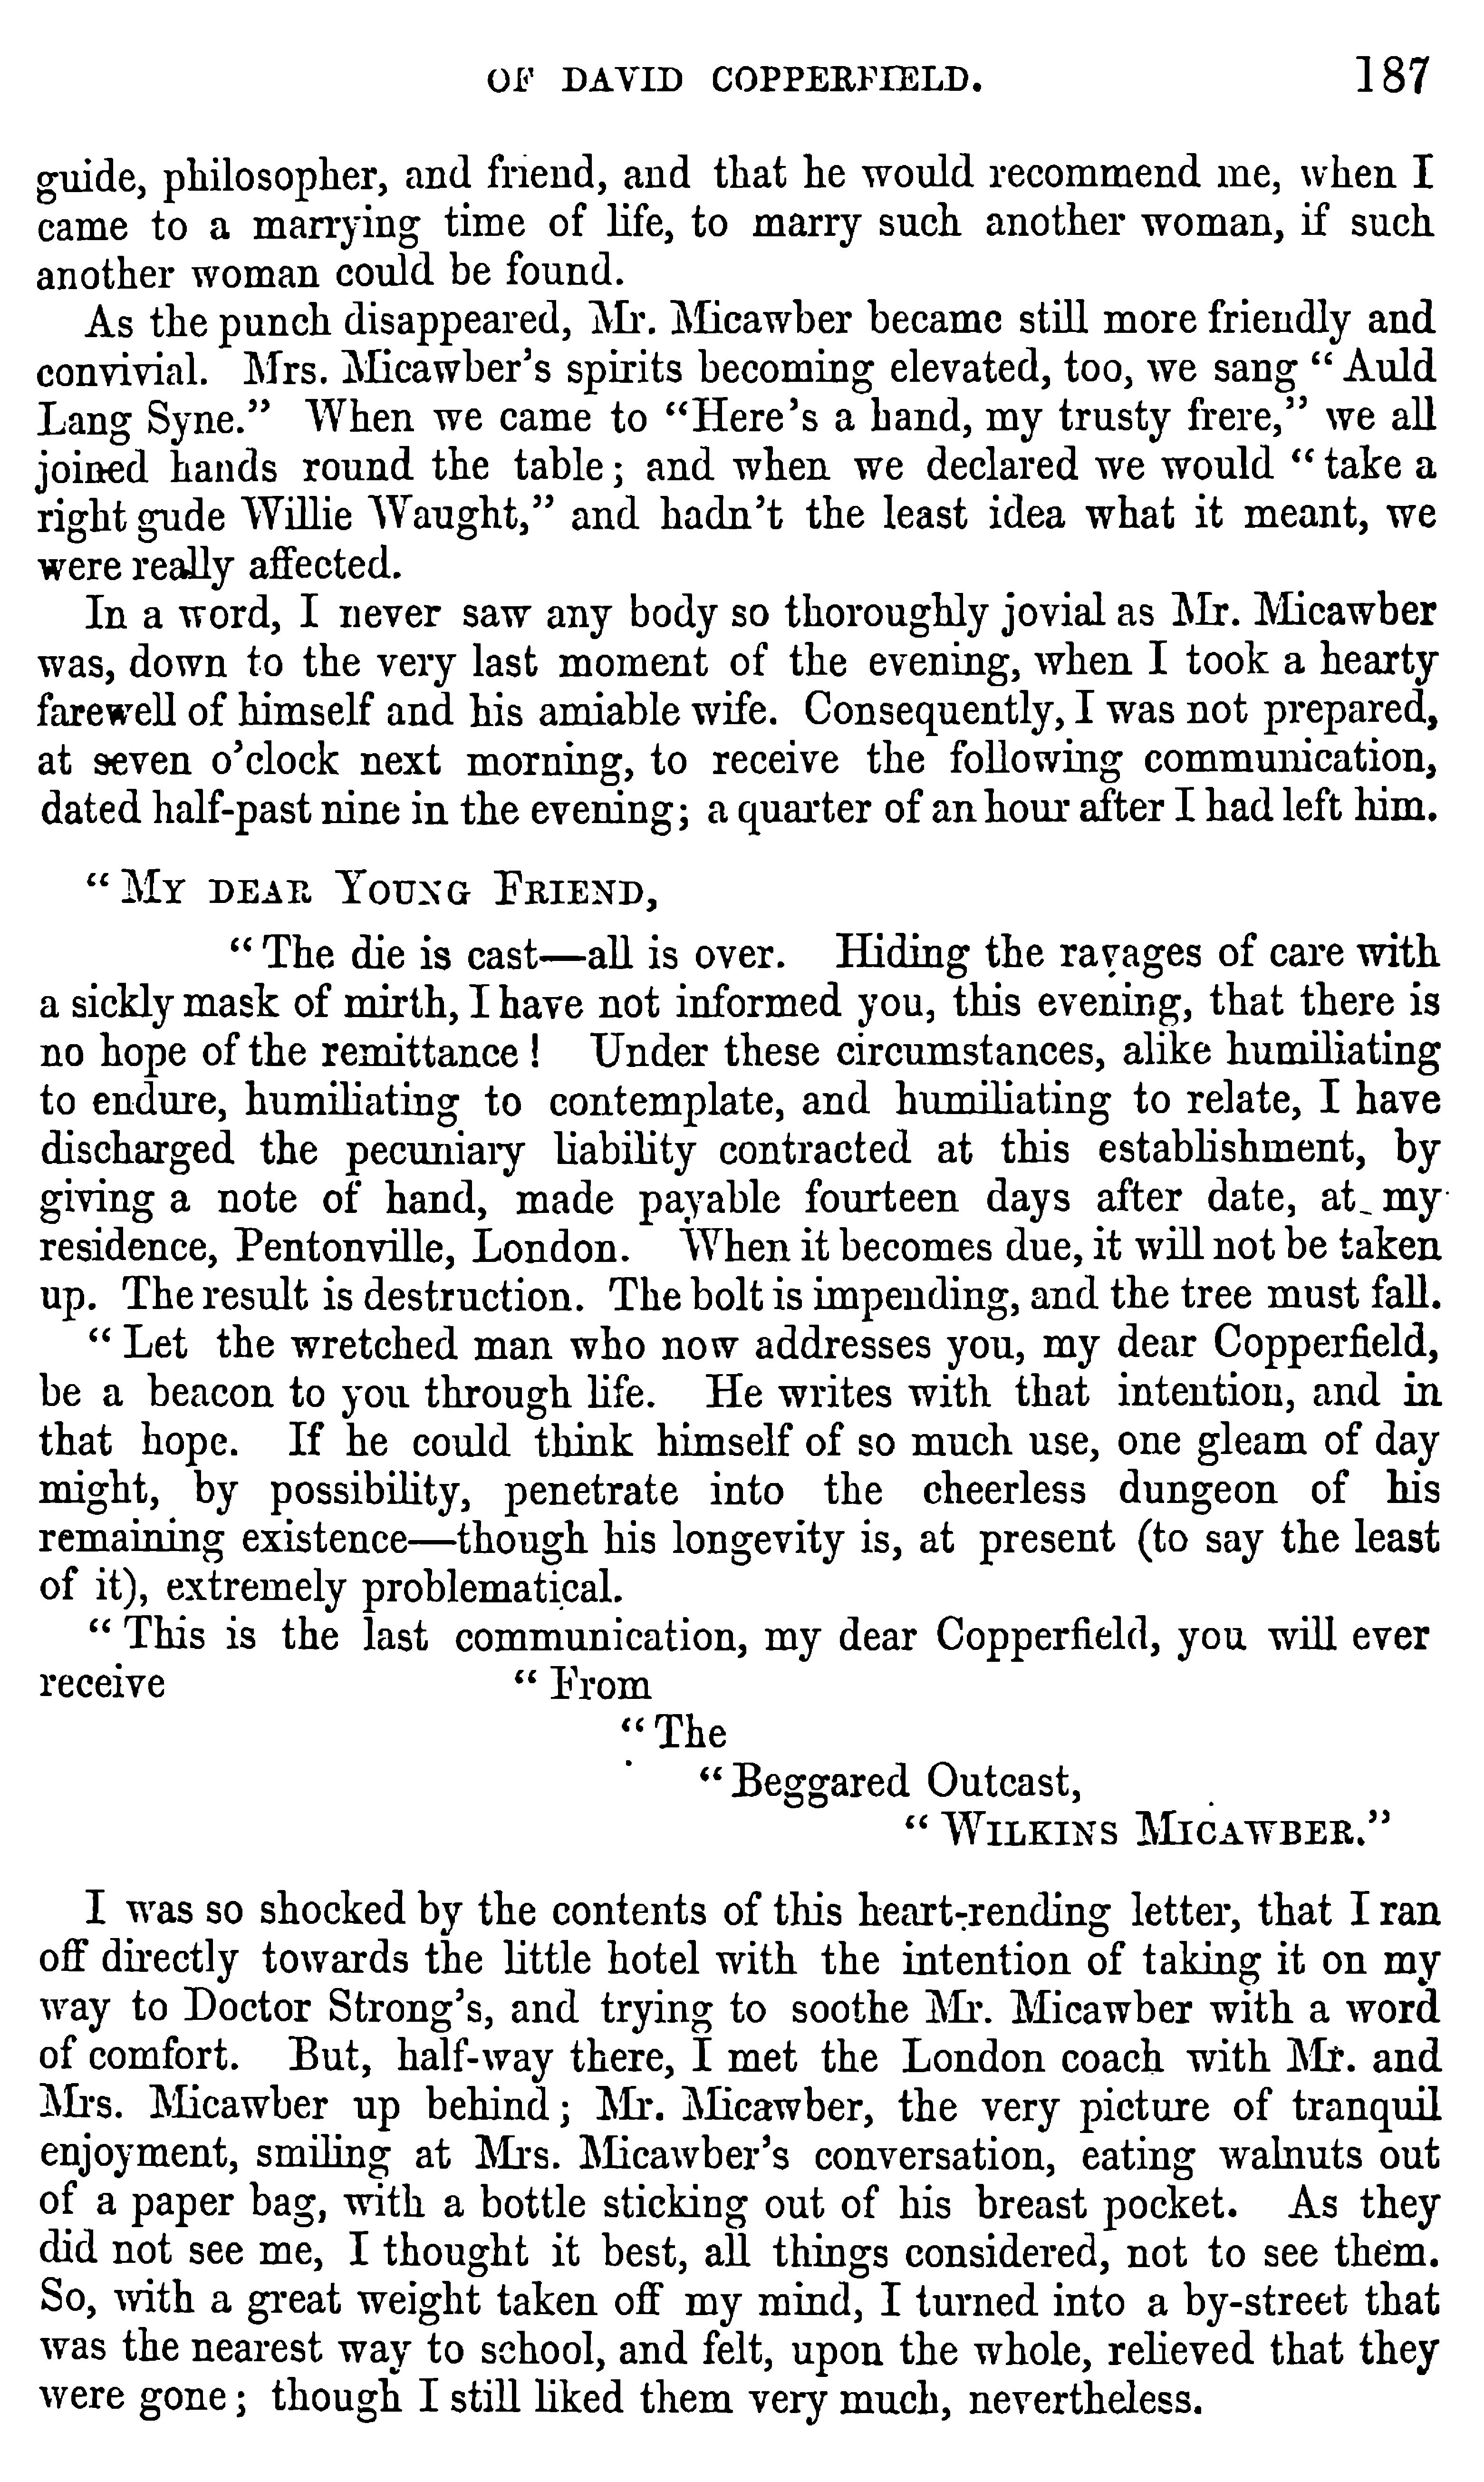 OF DAVID COPPERFIELD. 187
guide, philosopher, and friend, and that he would recommend me, when I
came to a marrying time of life, to marry such another woman, if such
another woman could be found.
As the punch disappeared, Mr. Micawber became still more friendly and
convivial. Mrs. Micawber's spirits becoming elevated, too, we sang "Auld
Lang Syne." When we came to "Here's a hand, my trusty frere," we all
joined hands round the table; and when we declared we would "take a
right gude Willie Waught," and hadn't the least idea what it meant, we
were really affected.
In a word, I never saw any body so thoroughly jovial as Mr. Micawber
was, down to the very last moment of the evening, when I took a hearty
farewell of himself and his amiable wife. Consequently, I was not prepared,
at seven o'clock next morning, to receive the following communication,
dated half-past nine in the evening; a quarter of an hour after I had left him.
"MY DEAR YOUNG FRIEND,
"The die is cast—all is over. Hiding the ravages of care with
a sickly mask of mirth, I have not informed you, this evening, that there is
no hope of the remittance! Under these circumstances, alike humiliating
to endure, humiliating to contemplate, and humiliating to relate, I have
discharged the pecuniary liability contracted at this establishment, by
giving a note of hand, made payable fourteen days after date, at my
residence, Pentonville, London. When it becomes due, it will not be taken
up. The result is destruction. The bolt is impending, and the tree must fall.
"Let the wretched man who now addresses you, my dear Copperfield,
be a beacon to you through life. He writes with that intention, and in
that hope. If he could think himself of so much use, one gleam of day
might, by possibility, penetrate into the cheerless dungeon of his
remaining existence—though his longevity is, at present (to say the least
of it), extremely problematical.
"This is the last communication, my dear Copperfield, you will ever
receive "From
"The
"Beggared Outcast,
"WILKINS MICAWBER."
I was so shocked by the contents of this heart-rending letter, that I ran
off directly towards the little hotel with the intention of taking it on my
way to Doctor Strong's, and trying to soothe Mr. Micawber with a word
of comfort. But, half-way there, I met the London coach with Mr. and
Mrs. Micawber up behind; Mr. Micawber, the very picture of tranquil
enjoyment, smiling at Mrs. Micawber's conversation, eating walnuts out
of a paper bag, with a bottle sticking out of his breast pocket. As they
did not see me, I thought it best, all things considered, not to see them.
So, with a great weight taken off my mind, I turned into a by-street that
was the nearest way to school, and felt, upon the whole, relieved that they
were gone; though I still liked them very much, nevertheless.